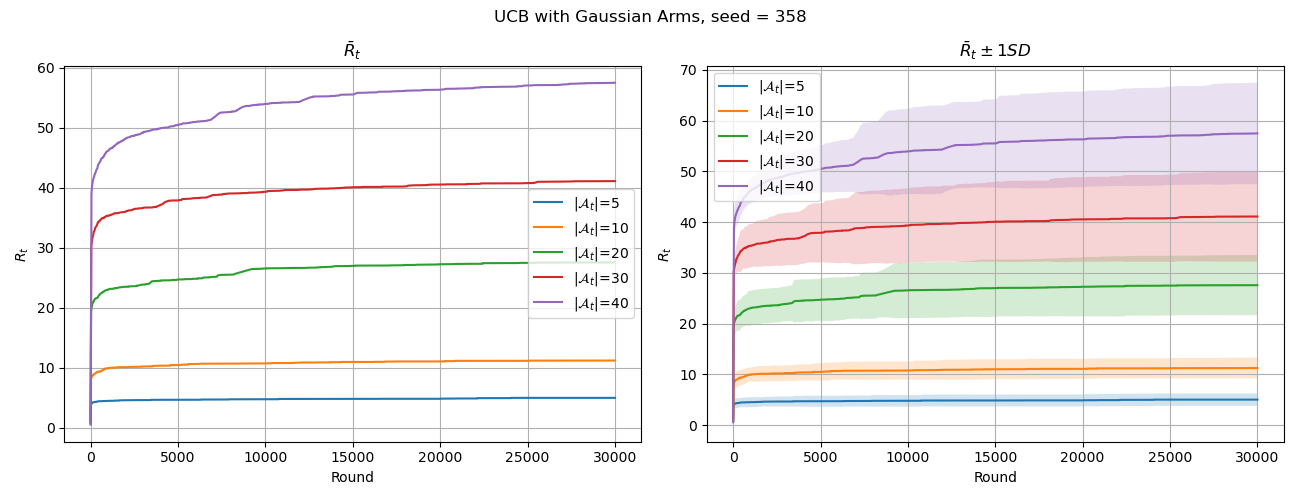 UCB with Gaussian Arms, seed = 358
R̄ₜ
60
50
40
30
20
10
0
Rₜ
|𝒜ₜ|=5
|𝒜ₜ|=10
|𝒜ₜ|=20
|𝒜ₜ|=30
|𝒜ₜ|=40
0 5000 10000 15000 20000 25000 30000
Round
R̄ₜ ± 1SD
70
60
50
40
30
20
10
0
Rₜ
|𝒜ₜ|=5
|𝒜ₜ|=10
|𝒜ₜ|=20
|𝒜ₜ|=30
|𝒜ₜ|=40
0 5000 10000 15000 20000 25000 30000
Round